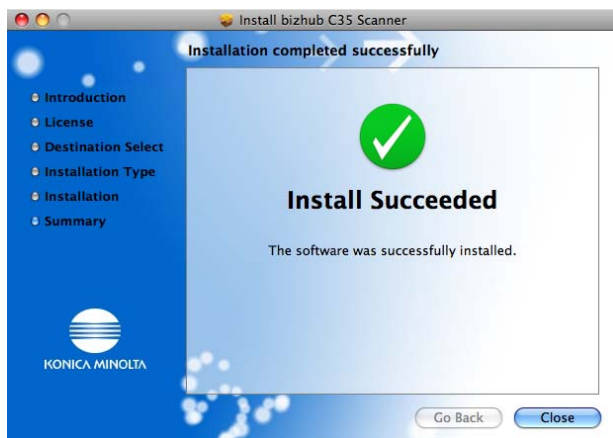 Install bizhub C35 Scanner
Installation completed successfully
Introduction
License
Destination Select
Installation Type
Installation
Summary
Install Succeeded
The software was successfully installed.
KONICA MINOLTA
Go Back
Close